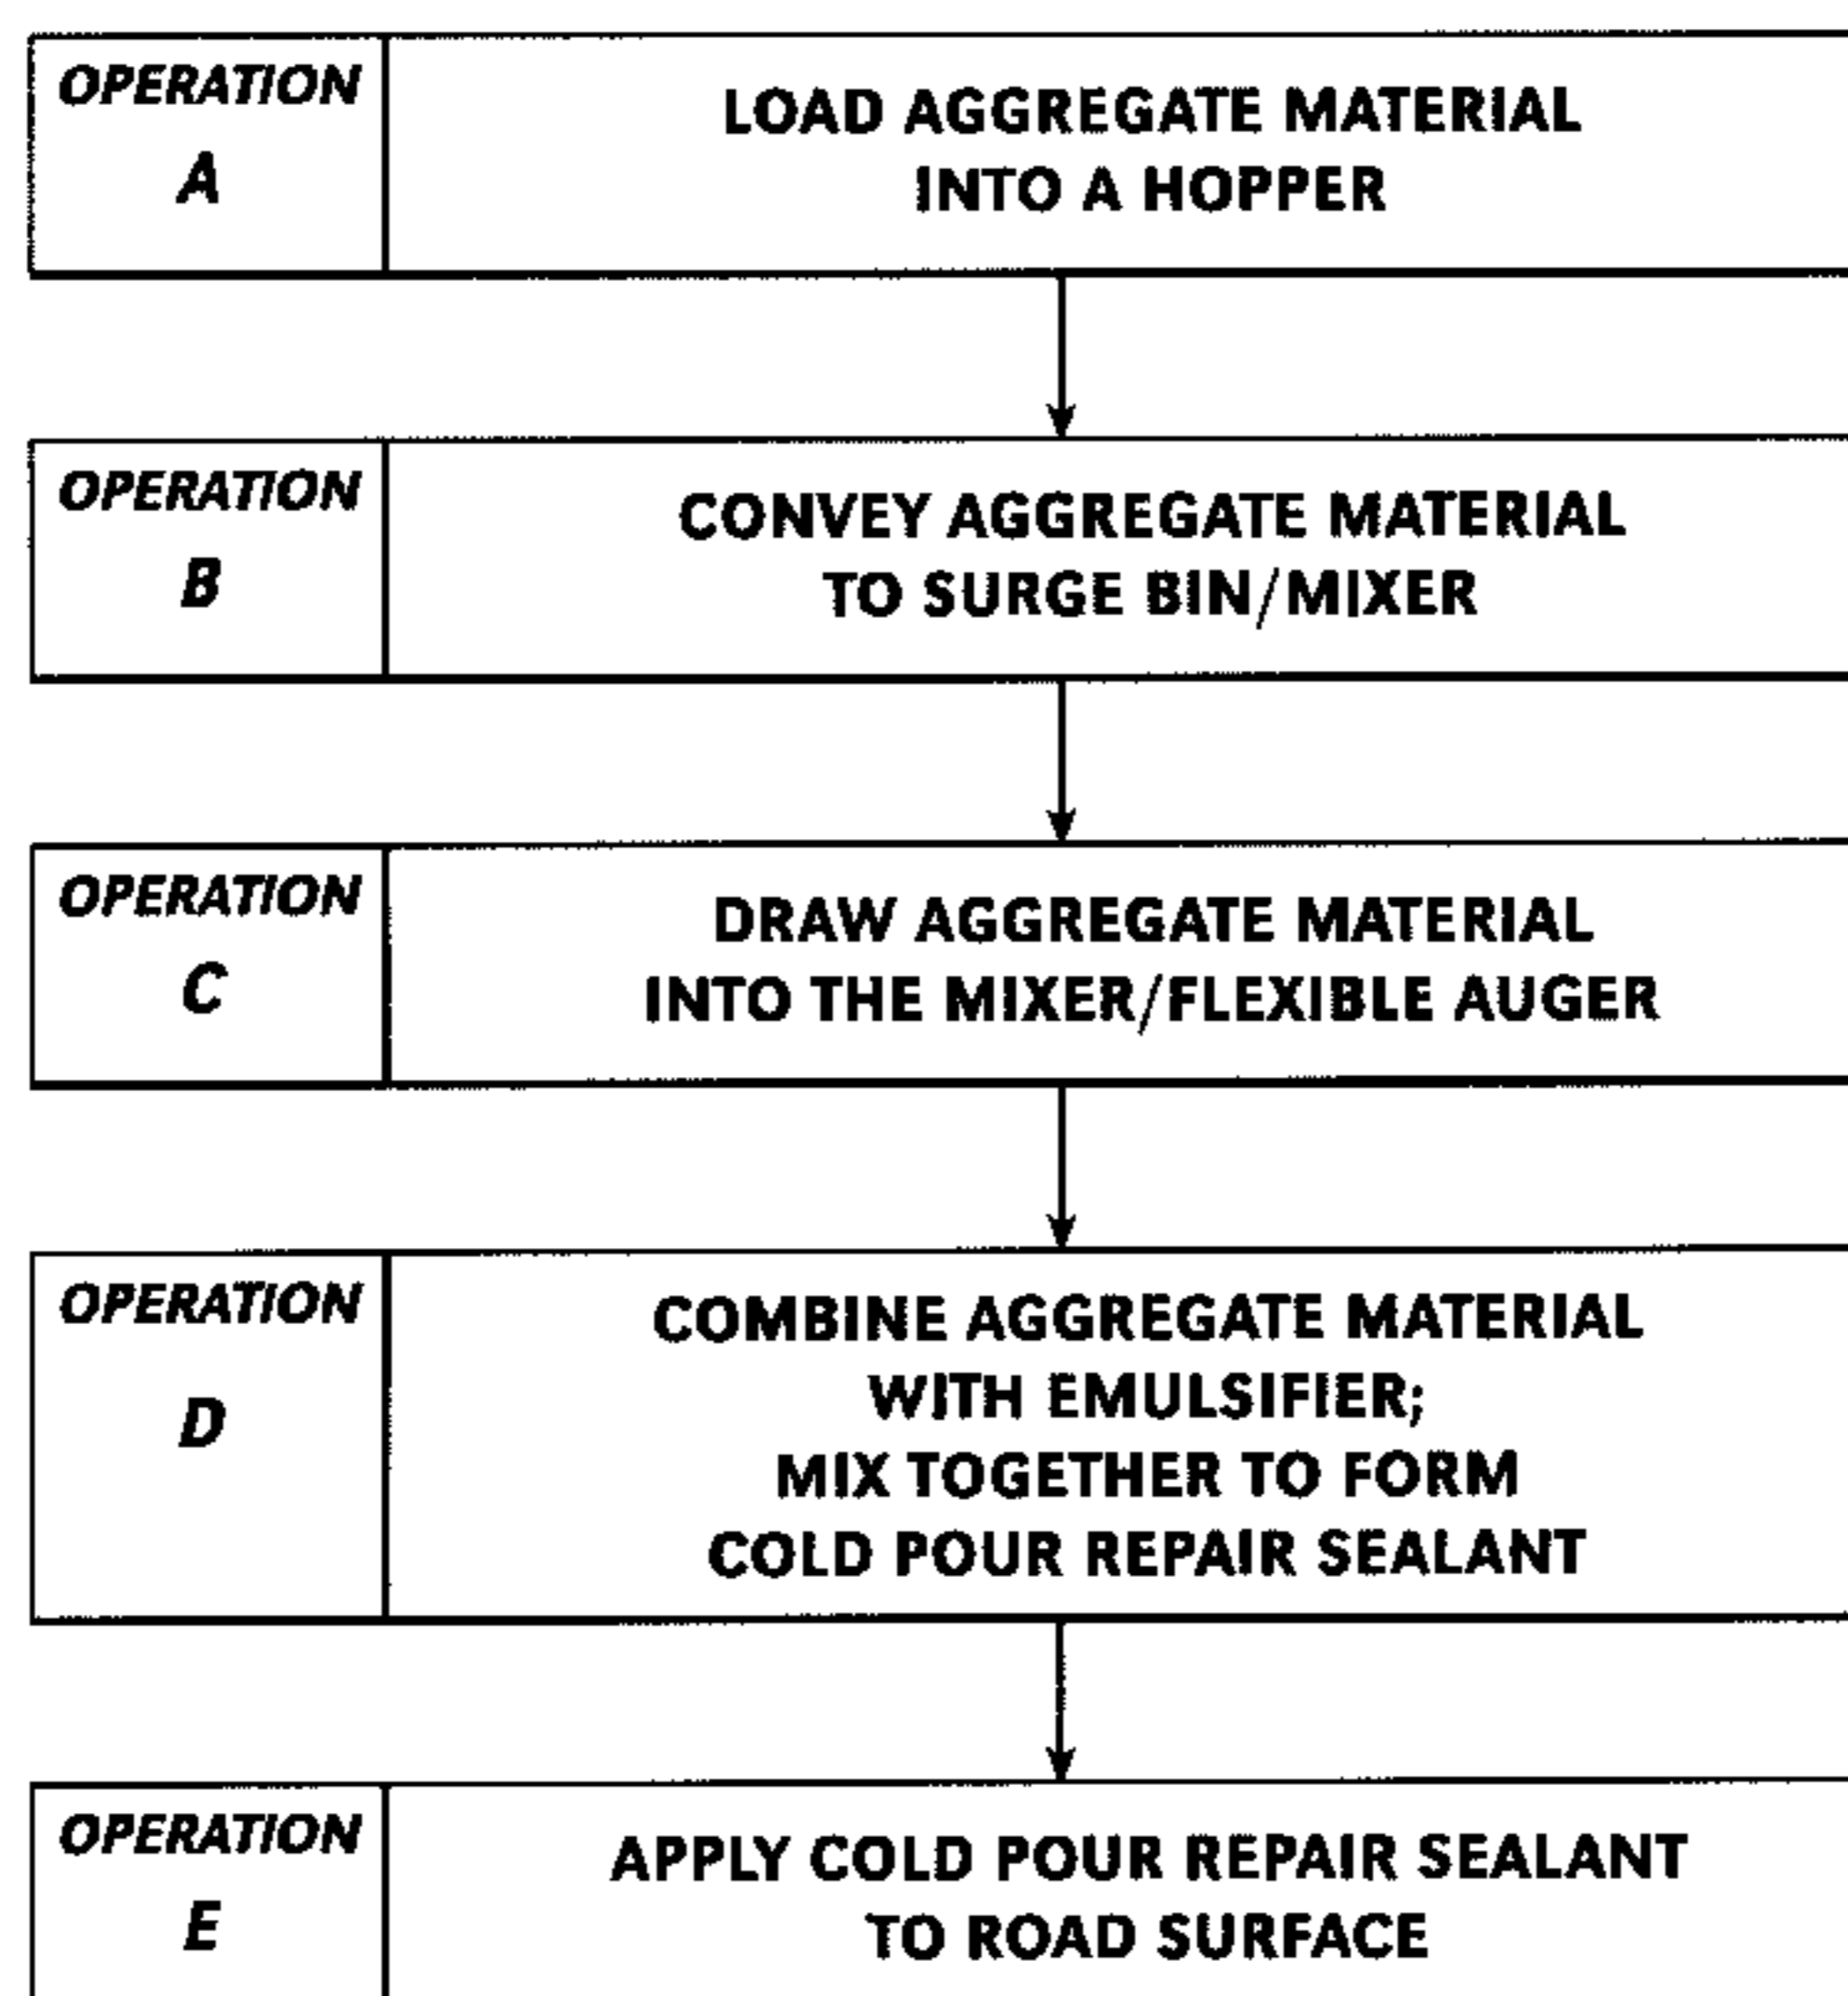 OPERATION
A
LOAD AGGREGATE MATERIAL
INTO A HOPPER
OPERATION
B
CONVEY AGGREGATE MATERIAL
TO SURGE BIN/MIXER
OPERATION
C
DRAW AGGREGATE MATERIAL
INTO THE MIXER/FLEXIBLE AUGER
OPERATION
D
COMBINE AGGREGATE MATERIAL
WITH EMULSIFIER;
MIX TOGETHER TO FORM
COLD POUR REPAIR SEALANT
OPERATION
E
APPLY COLD POUR REPAIR SEALANT
TO ROAD SURFACE